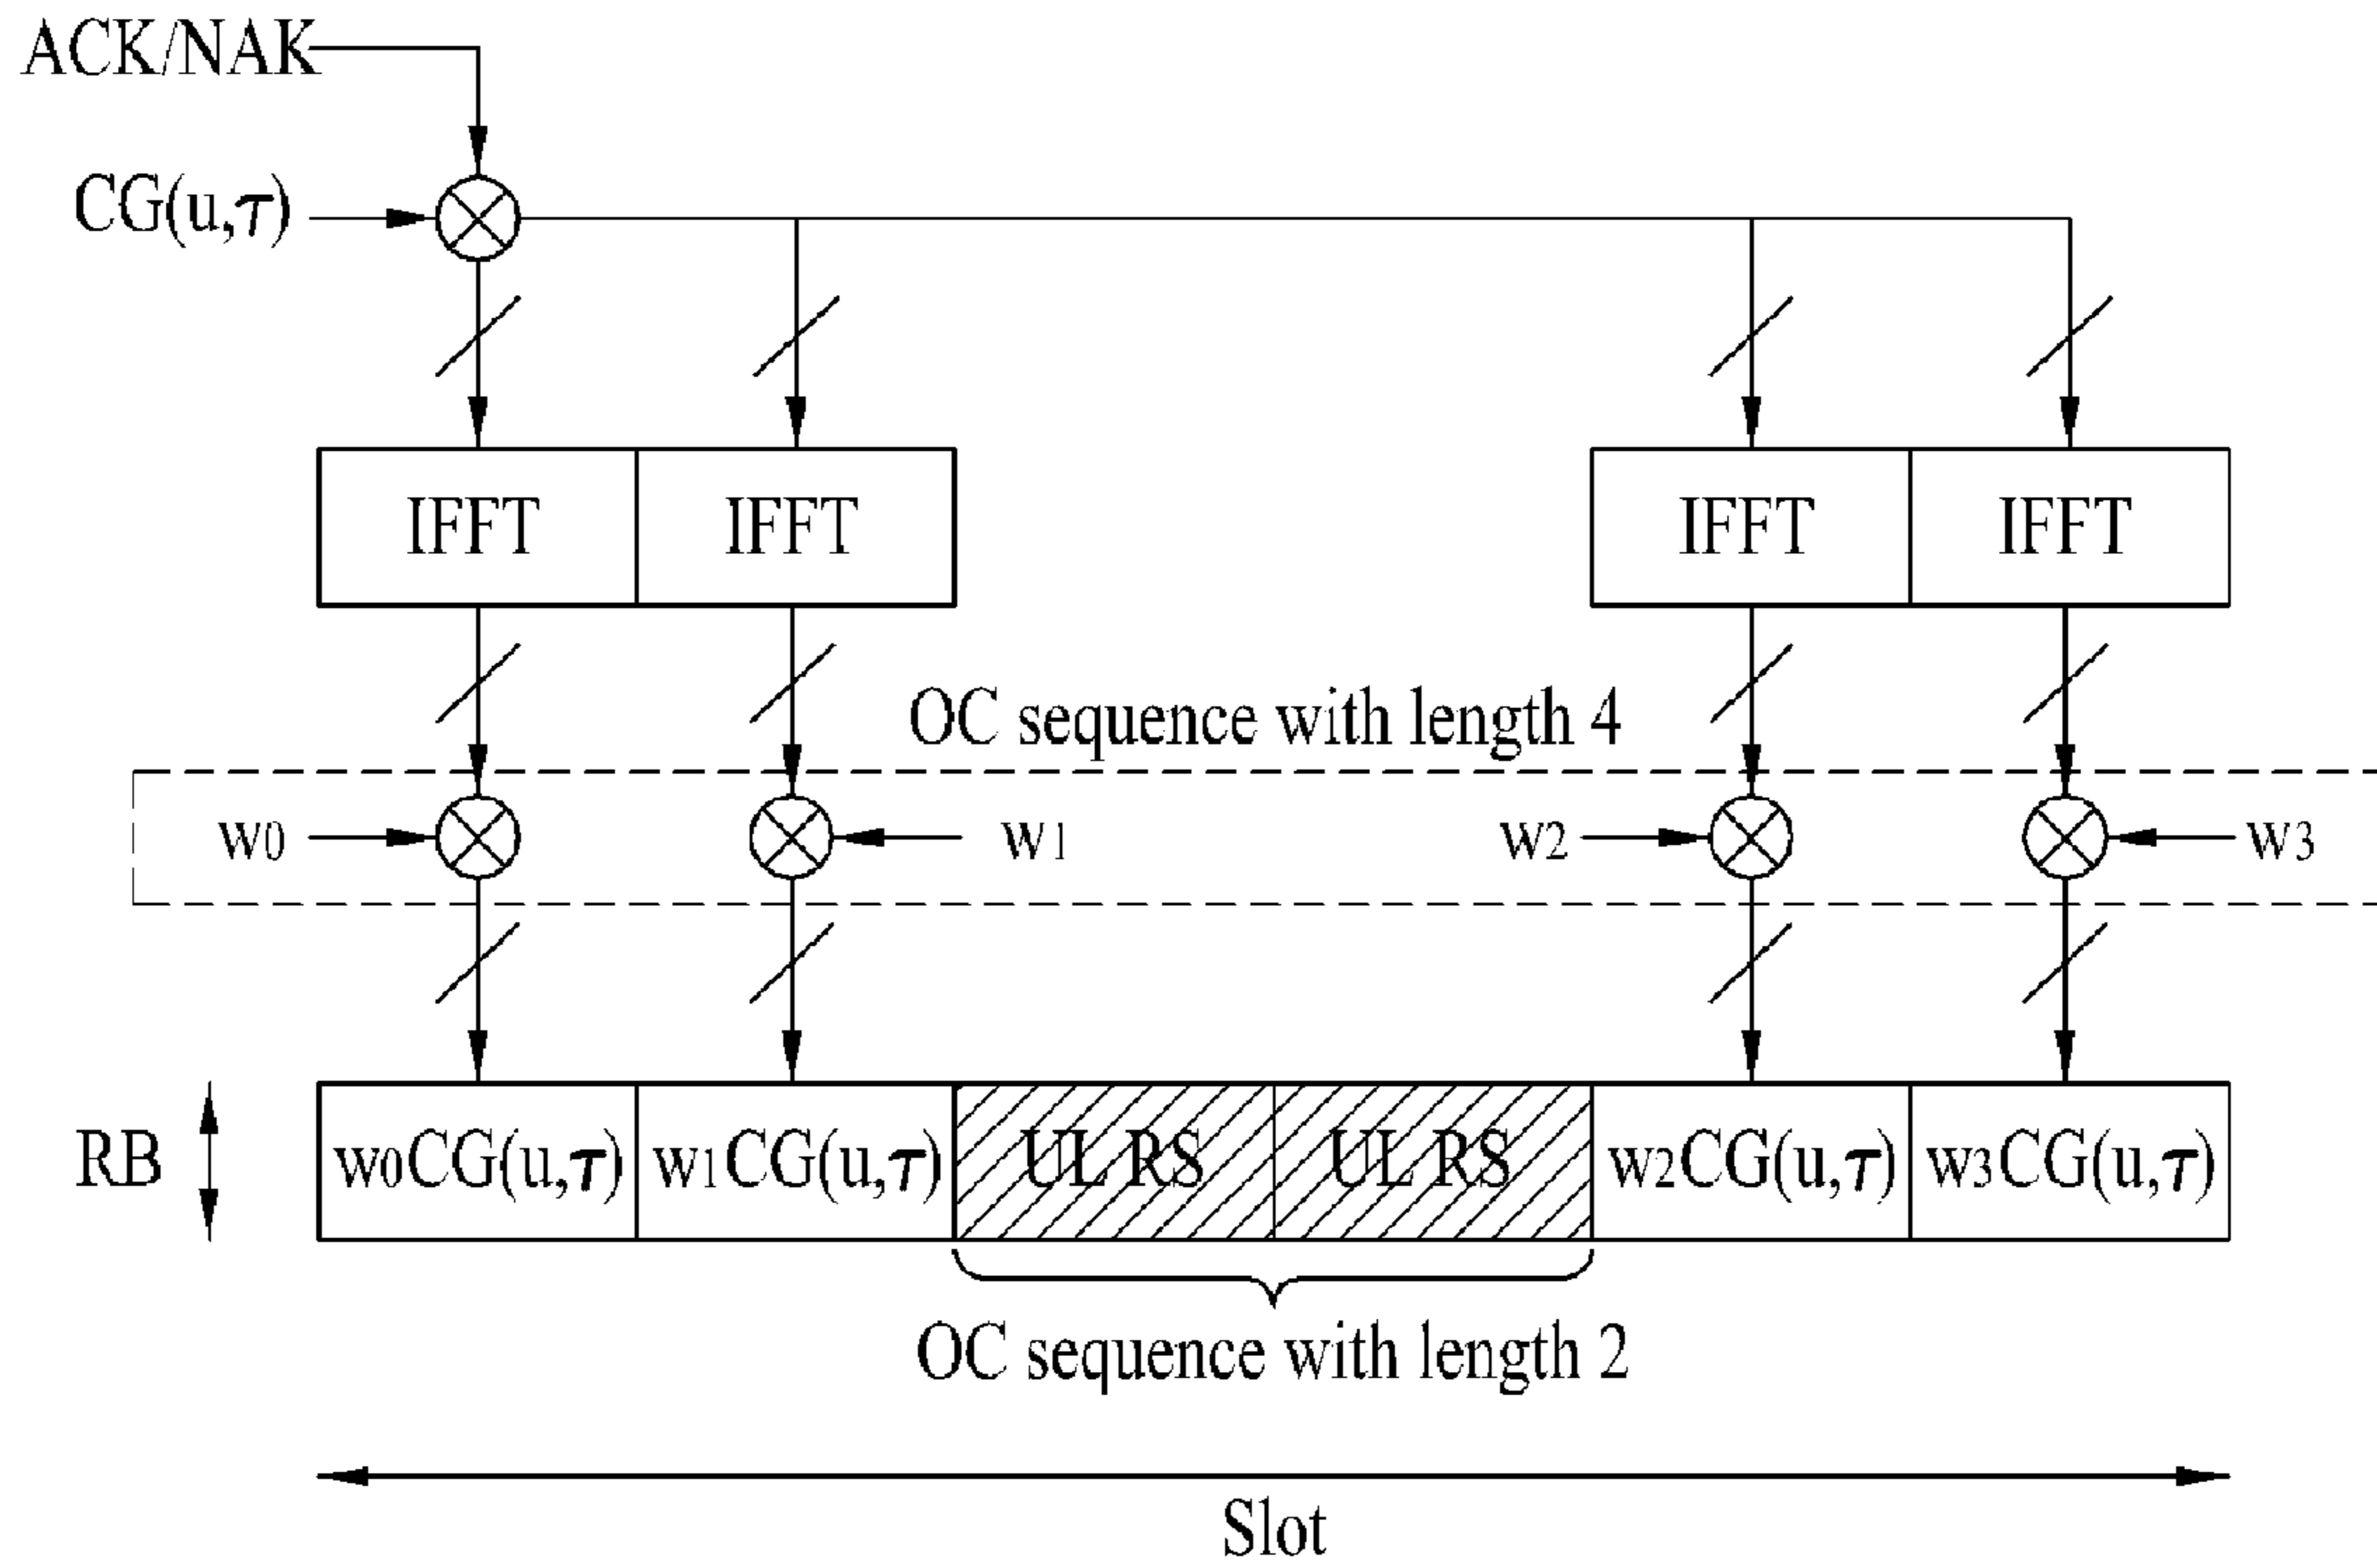 ACK/NAK
CG(u,τ)
IFFT IFFT IFFT IFFT
OC sequence with length 4
w0 w1 w2 w3
RB w0CG(u,τ) w1CG(u,τ) UL RS UL RS w2CG(u,τ) w3CG(u,τ)
OC sequence with length 2
Slot